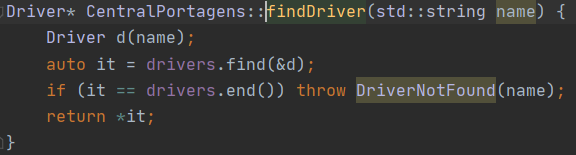 Driver* CentralPortagens::findDriver(std::string name) {
    Driver d(name);
    auto it = drivers.find(&d);
    if (it == drivers.end()) throw DriverNotFound(name);
    return *it;
}